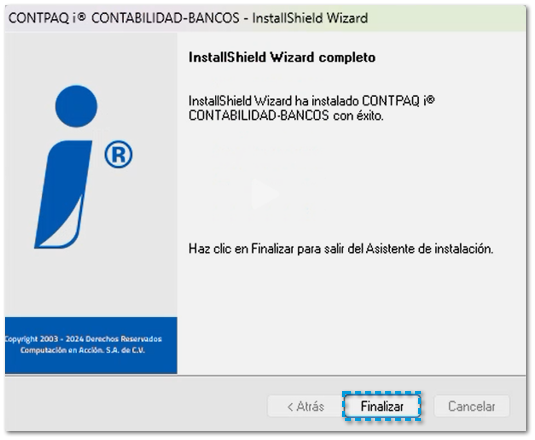 CONTPAQ i® CONTABILIDAD-BANCOS - InstallShield Wizard
InstallShield Wizard completo
InstallShield Wizard ha instalado CONTPAQ i®
CONTABILIDAD-BANCOS con éxito.
®
Haz clic en Finalizar para salir del Asistente de instalación.
Copyright 2003 - 2024 Derechos Reservados
Computación en Acción. S.A. de C.V.
< Atrás
Finalizar
Cancelar